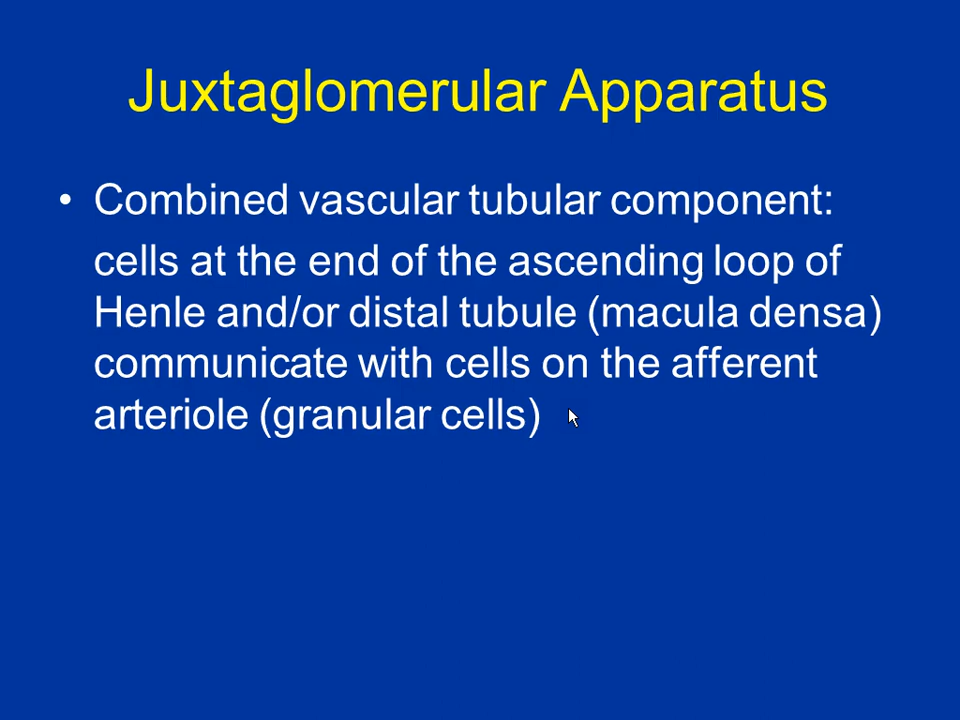 Juxtaglomerular Apparatus
• Combined vascular tubular component:
cells at the end of the ascending loop of
Henle and/or distal tubule (macula densa)
communicate with cells on the afferent
arteriole (granular cells)